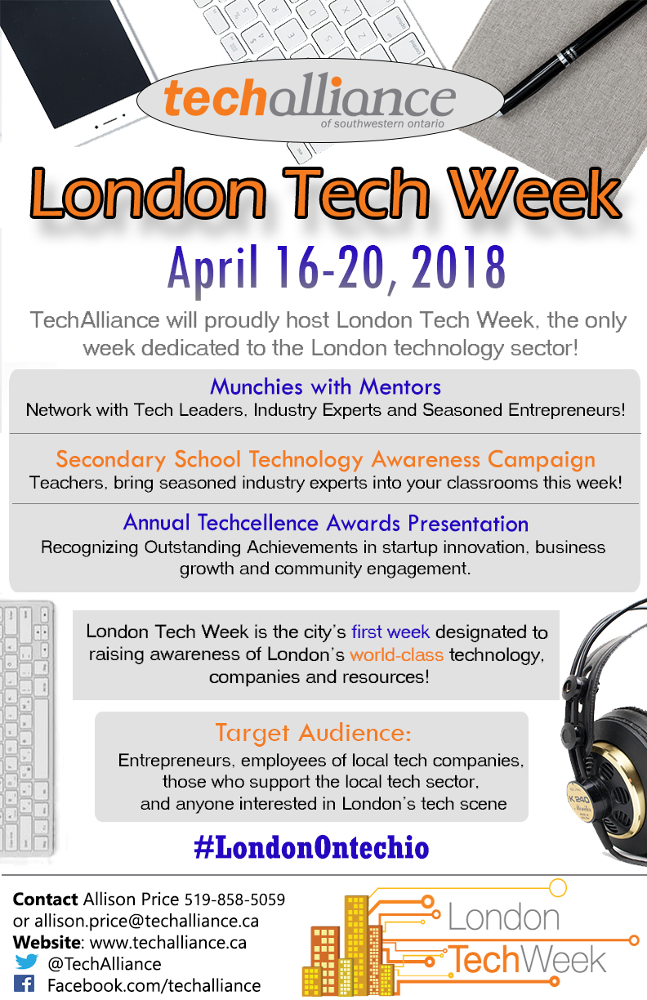 techalliance
of southwestern ontario
London Tech Week
April 16-20, 2018
TechAlliance will proudly host London Tech Week, the only
week dedicated to the London technology sector!
Munchies with Mentors
Network with Tech Leaders, Industry Experts and Seasoned Entrepreneurs!
Secondary School Technology Awareness Campaign
Teachers, bring seasoned industry experts into your classrooms this week!
Annual Techcellence Awards Presentation
Recognizing Outstanding Achievements in startup innovation, business
growth and community engagement.
London Tech Week is the city's first week designated to
raising awareness of London's world-class technology,
companies and resources!
Target Audience:
Entrepreneurs, employees of local tech companies,
those who support the local tech sector,
and anyone interested in London's tech scene
K 240
#LondonOntechio
Contact Allison Price 519-858-5059
or allison.price@techalliance.ca
Website: www.techalliance.ca
@TechAlliance
Facebook.com/techalliance
London
TechWeek